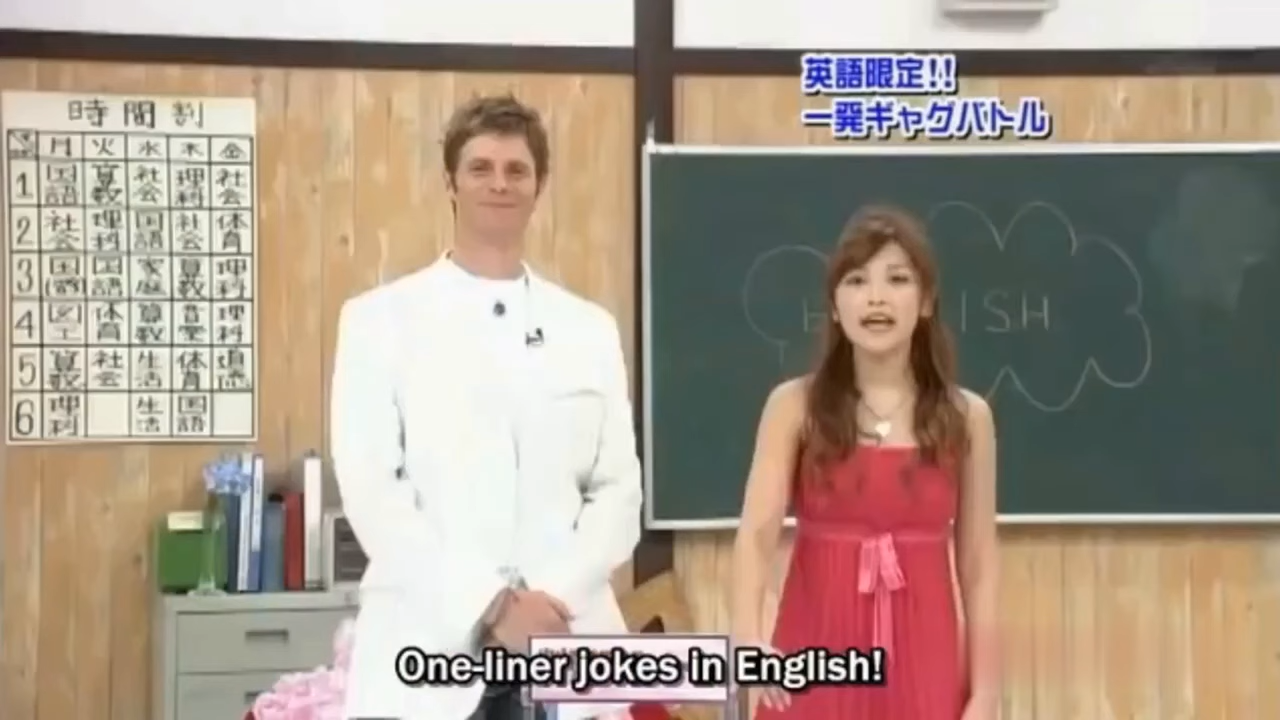 英語限定!!
一発ギャグバトル
時間割
月 火 水 木 金
1 国語 算数 社会 理科 社会
2 社会 理科 国語 社会 体育
3 国語 国語 家庭 算数 理科
4 図工 体育 算数 音楽 理科
5 算数 社会 生活 体育 道徳
6 理科 生活 国語
ISH
One-liner jokes in English!